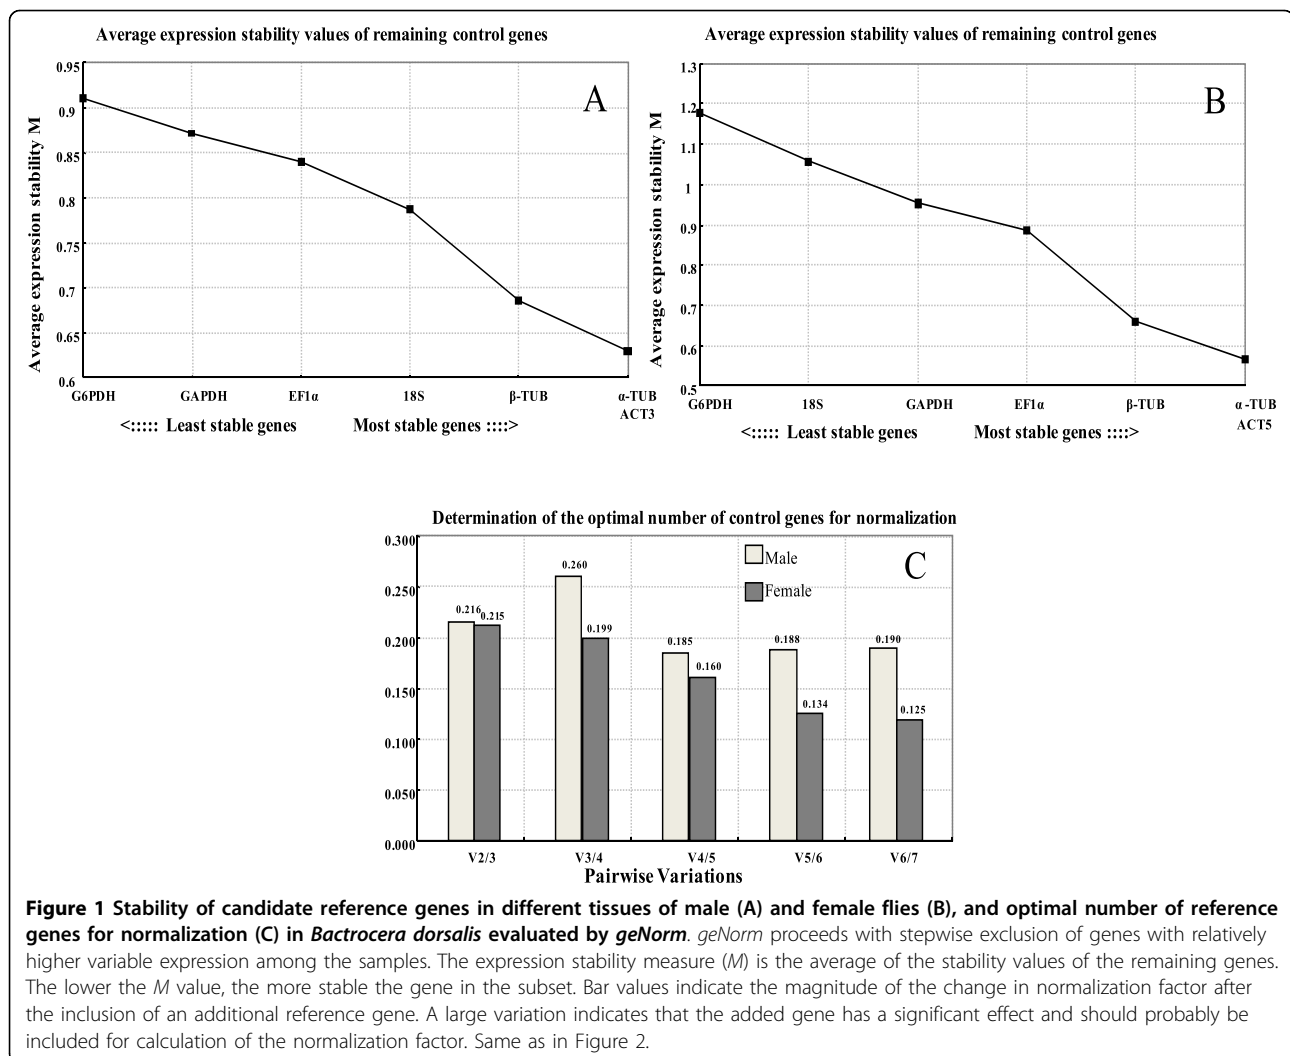 Average expression stability values of remaining control genes
A
Average expression stability M
0.95
0.9
0.85
0.8
0.75
0.7
0.65
0.6
G6PDH GAPDH EF1α 18S β-TUB α-TUB
ACT3
<::::: Least stable genes Most stable genes ::::>
Average expression stability values of remaining control genes
B
Average expression stability M
1.3
1.2
1.1
1
0.9
0.8
0.7
0.6
0.5
G6PDH 18S GAPDH EF1α β-TUB α-TUB
ACT5
<::::: Least stable genes Most stable genes ::::>
Determination of the optimal number of control genes for normalization
C
Male
Female
0.300
0.250
0.200
0.150
0.100
0.050
0.000
0.216 0.215
0.260 0.199
0.185 0.160
0.188 0.134
0.190 0.125
V2/3 V3/4 V4/5 V5/6 V6/7
Pairwise Variations
Figure 1 Stability of candidate reference genes in different tissues of male (A) and female flies (B), and optimal number of reference
genes for normalization (C) in Bactrocera dorsalis evaluated by geNorm. geNorm proceeds with stepwise exclusion of genes with relatively
higher variable expression among the samples. The expression stability measure (M) is the average of the stability values of the remaining genes.
The lower the M value, the more stable the gene in the subset. Bar values indicate the magnitude of the change in normalization factor after
the inclusion of an additional reference gene. A large variation indicates that the added gene has a significant effect and should probably be
included for calculation of the normalization factor. Same as in Figure 2.